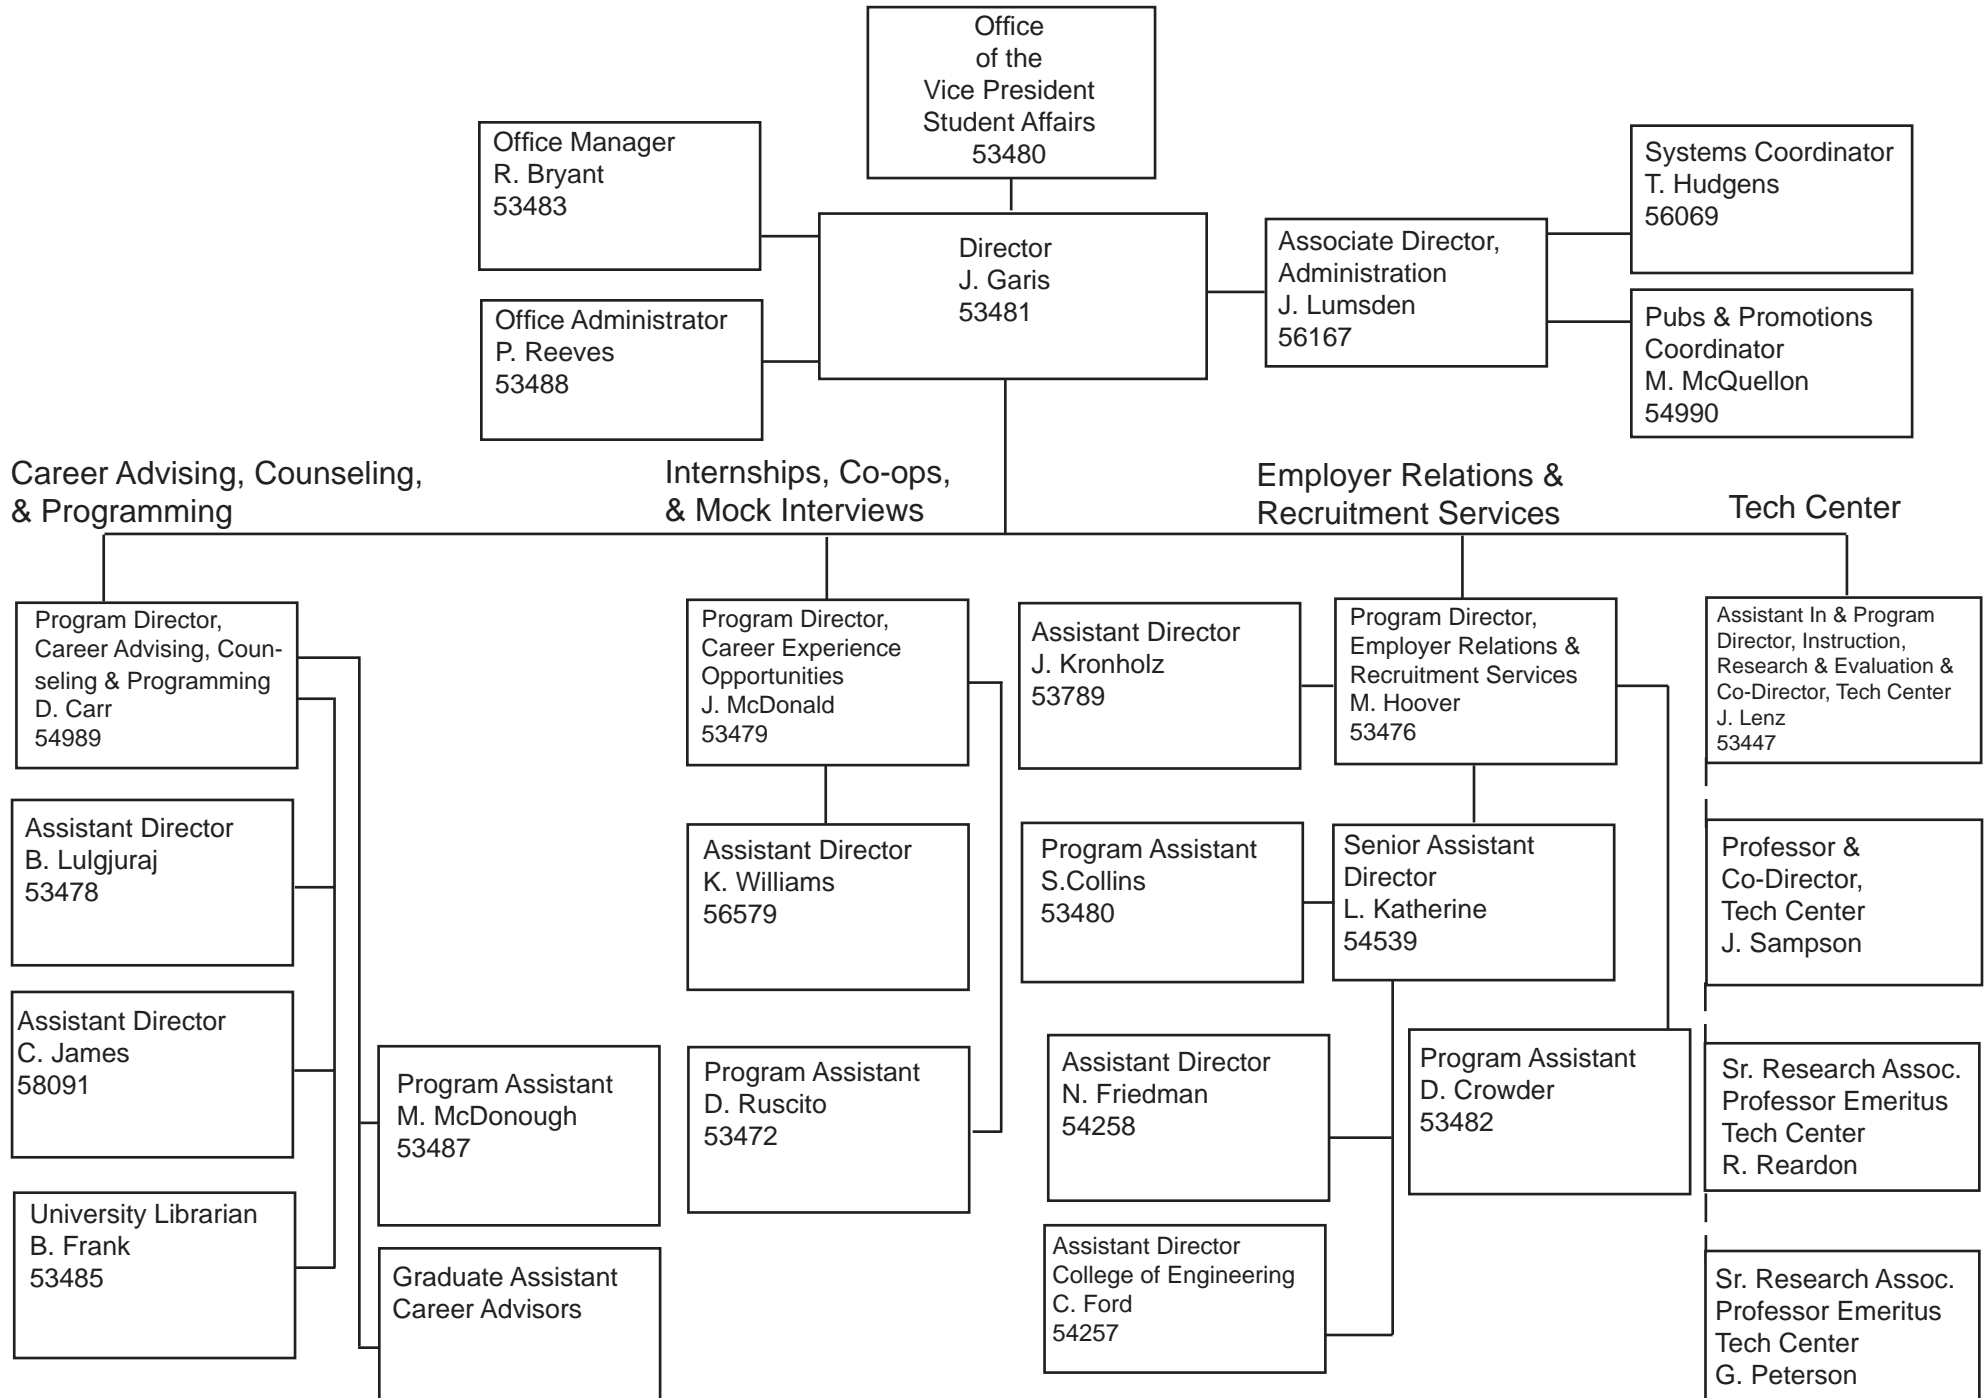 Office
of the
Vice President
Student Affairs
53480
Office Manager
R. Bryant
53483
Office Administrator
P. Reeves
53488
Director
J. Garis
53481
Associate Director,
Administration
J. Lumsden
56167
Systems Coordinator
T. Hudgens
56069
Pubs & Promotions
Coordinator
M. McQuellon
54990
Career Advising, Counseling,
& Programming
Internships, Co-ops,
& Mock Interviews
Employer Relations &
Recruitment Services
Tech Center
Program Director,
Career Advising, Coun-
seling & Programming
D. Carr
54989
Assistant Director
B. Lulgjuraj
53478
Assistant Director
C. James
58091
University Librarian
B. Frank
53485
Program Assistant
M. McDonough
53487
Graduate Assistant
Career Advisors
Program Director,
Career Experience
Opportunities
J. McDonald
53479
Assistant Director
K. Williams
56579
Program Assistant
D. Ruscito
53472
Assistant Director
J. Kronholz
53789
Program Director,
Employer Relations &
Recruitment Services
M. Hoover
53476
Program Assistant
S.Collins
53480
Senior Assistant
Director
L. Katherine
54539
Assistant Director
N. Friedman
54258
Program Assistant
D. Crowder
53482
Assistant Director
College of Engineering
C. Ford
54257
Assistant In & Program
Director, Instruction,
Research & Evaluation &
Co-Director, Tech Center
J. Lenz
53447
Professor &
Co-Director,
Tech Center
J. Sampson
Sr. Research Assoc.
Professor Emeritus
Tech Center
R. Reardon
Sr. Research Assoc.
Professor Emeritus
Tech Center
G. Peterson